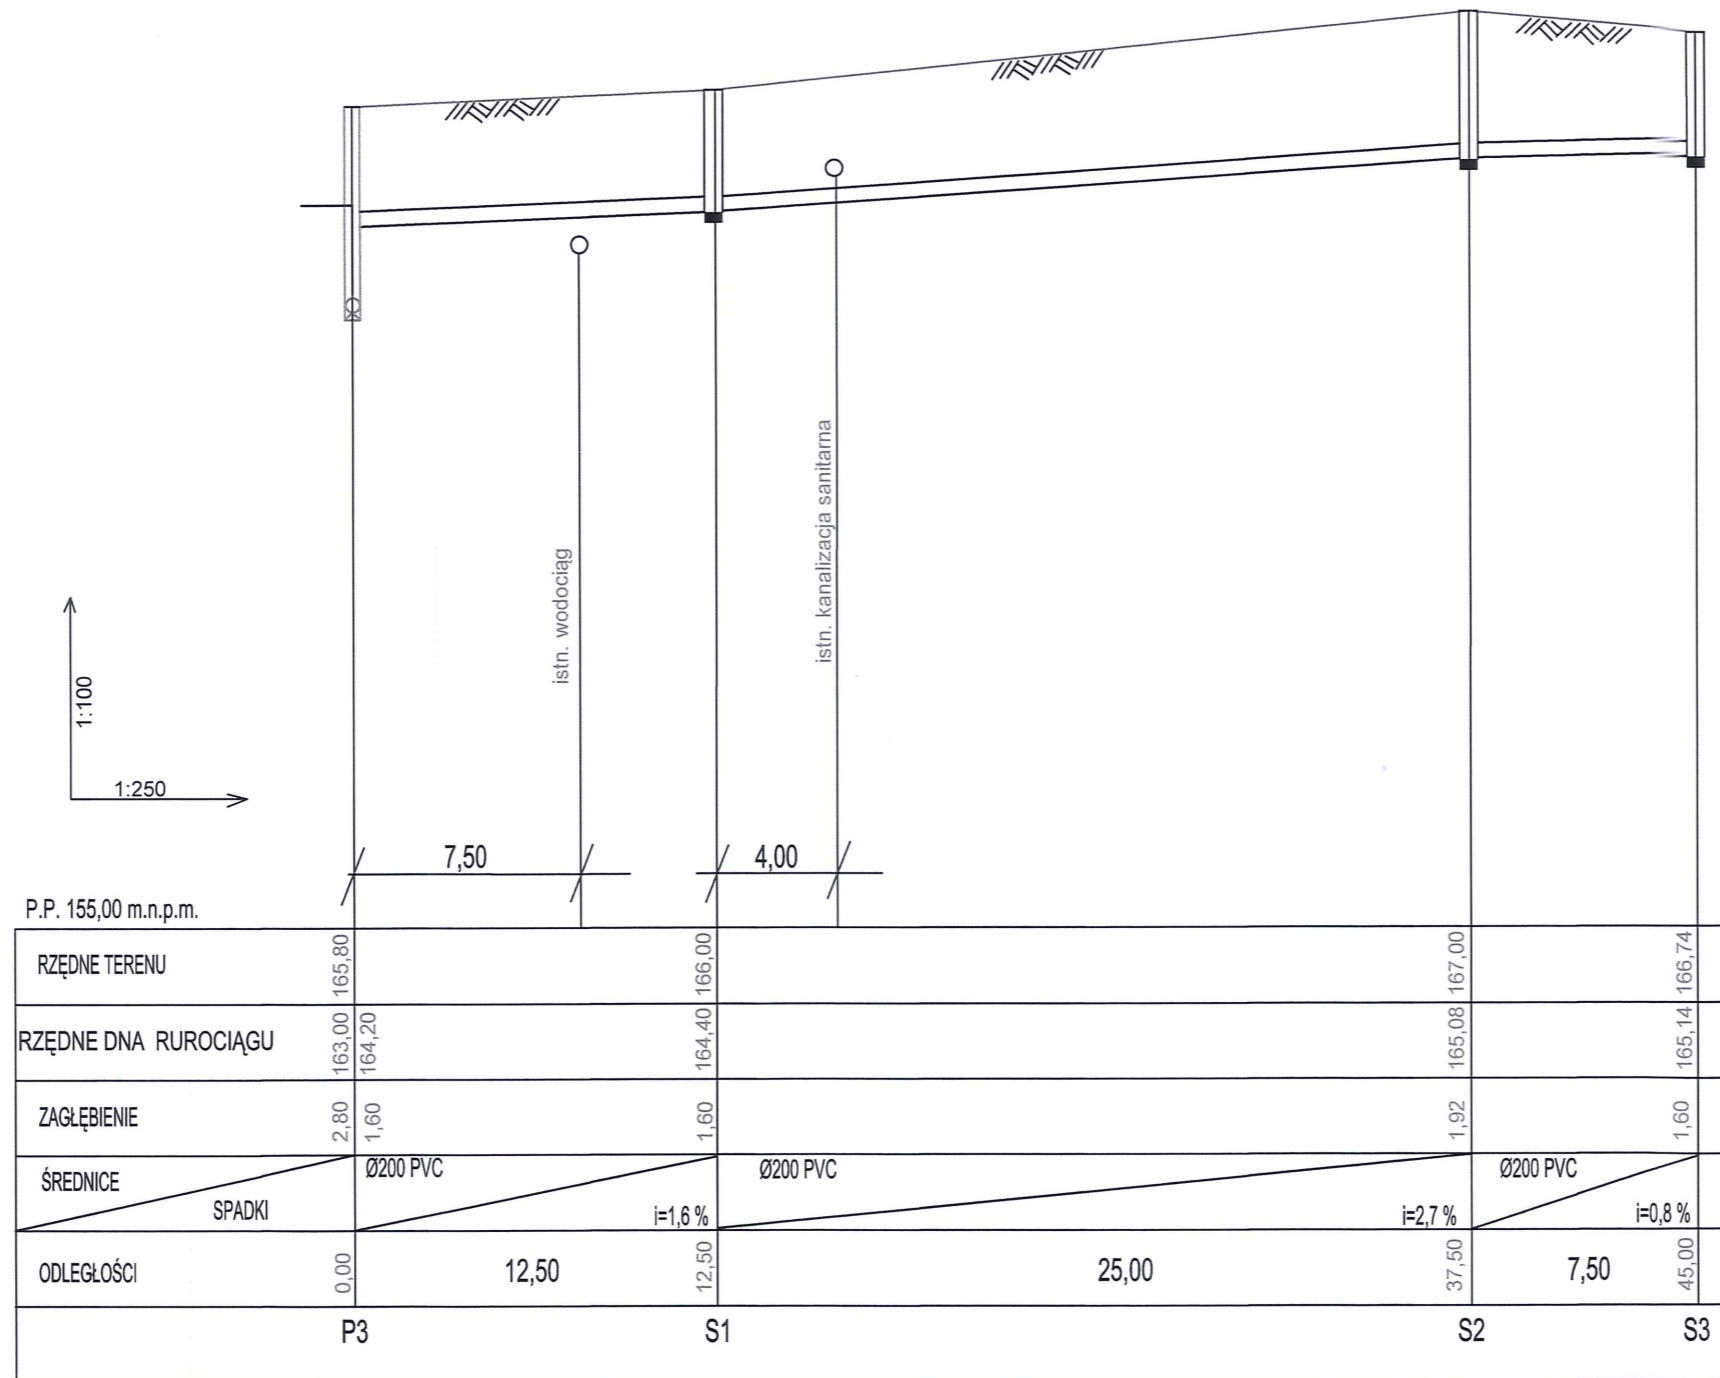 istn. wodociąg
istn. kanalizacja sanitarna
1:100
1:250
7,50
4,00
P.P. 155,00 m.n.p.m.
RZĘDNE TERENU
165,80
166,00
167,00
166,74
RZĘDNE DNA RUROCIĄGU
163,00
164,20
164,40
165,08
165,14
ZAGŁĘBIENIE
2,80
1,60
1,60
1,92
1,60
ŚREDNICE
SPADKI
Ø200 PVC
i=1,6 %
Ø200 PVC
i=2,7 %
Ø200 PVC
i=0,8 %
ODLEGŁOŚCI
0,00
12,50
12,50
25,00
37,50
7,50
45,00
P3
S1
S2
S3